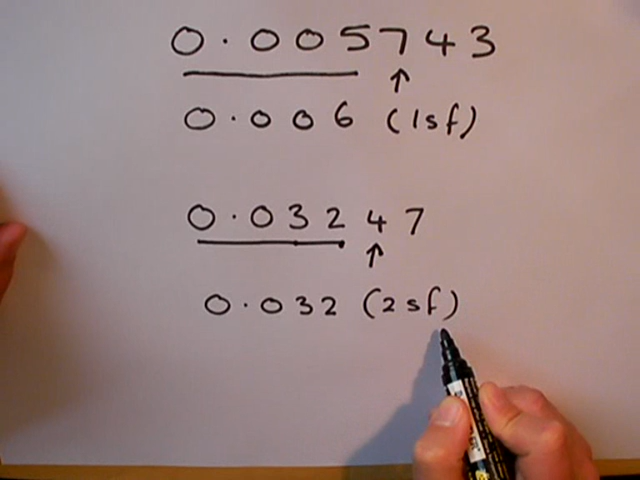 0.005743
↑
0.006 (1sf)
0.03247
↑
0.032 (2sf)